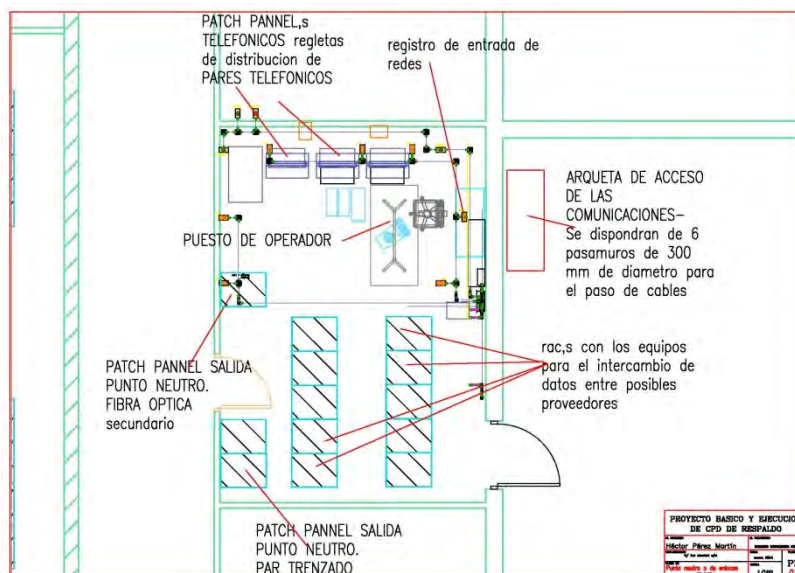 PATCH PANNEL,s
TELEFONICOS regletas
de distribucion de
PARES TELEFONICOS
registro de entrada de
redes
ARQUETA DE ACCESO
DE LAS
COMUNICACIONES-
Se dispondran de 6
pasamuros de 300
mm de diametro para
el paso de cables
PUESTO DE OPERADOR
rac,s con los equipos
para el intercambio de
datos entre posibles
proveedores
PATCH PANNEL SALIDA
PUNTO NEUTRO.
FIBRA OPTICA
secundario
PATCH PANNEL SALIDA
PUNTO NEUTRO.
PAR TRENZADO
PROYECTO BASICO Y EJECUCIO
DE CPD DE RESPALDO
Héctor Pérez Martín